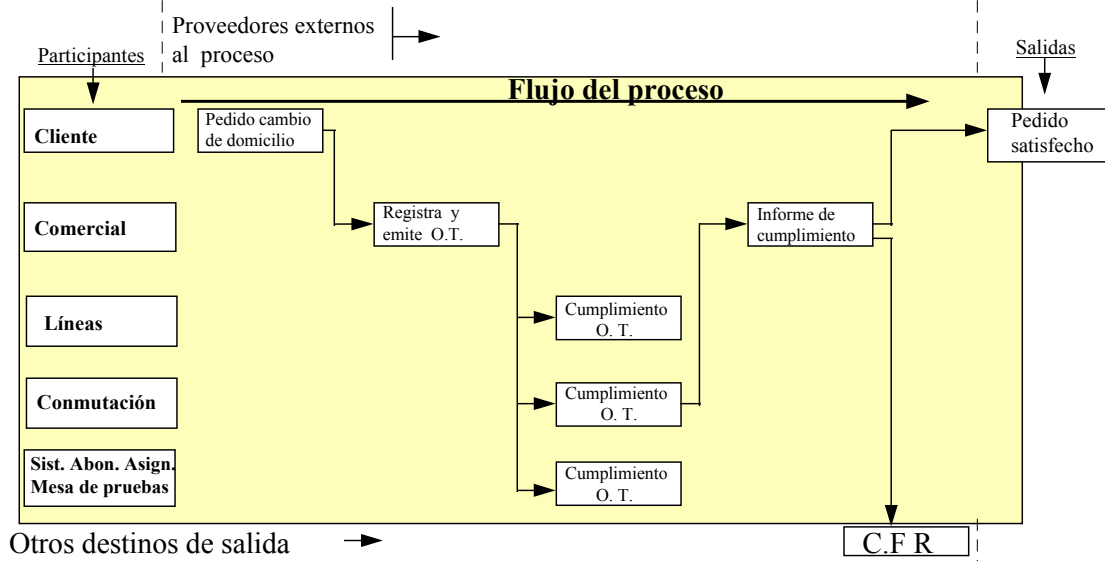 Proveedores externos
al proceso
Participantes
Salidas
Flujo del proceso
Cliente
Pedido cambio
de domicilio
Pedido
satisfecho
Comercial
Registra y
emite O.T.
Informe de
cumplimiento
Líneas
Cumplimiento
O. T.
Conmutación
Cumplimiento
O. T.
Sist. Abon. Asign.
Mesa de pruebas
Cumplimiento
O. T.
Otros destinos de salida
C.F R